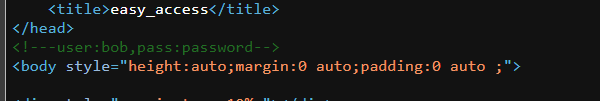 <title>easy_access</title>
</head>
<!---user:bob,pass:password-->
<body style="height:auto;margin:0 auto;padding:0 auto ;">